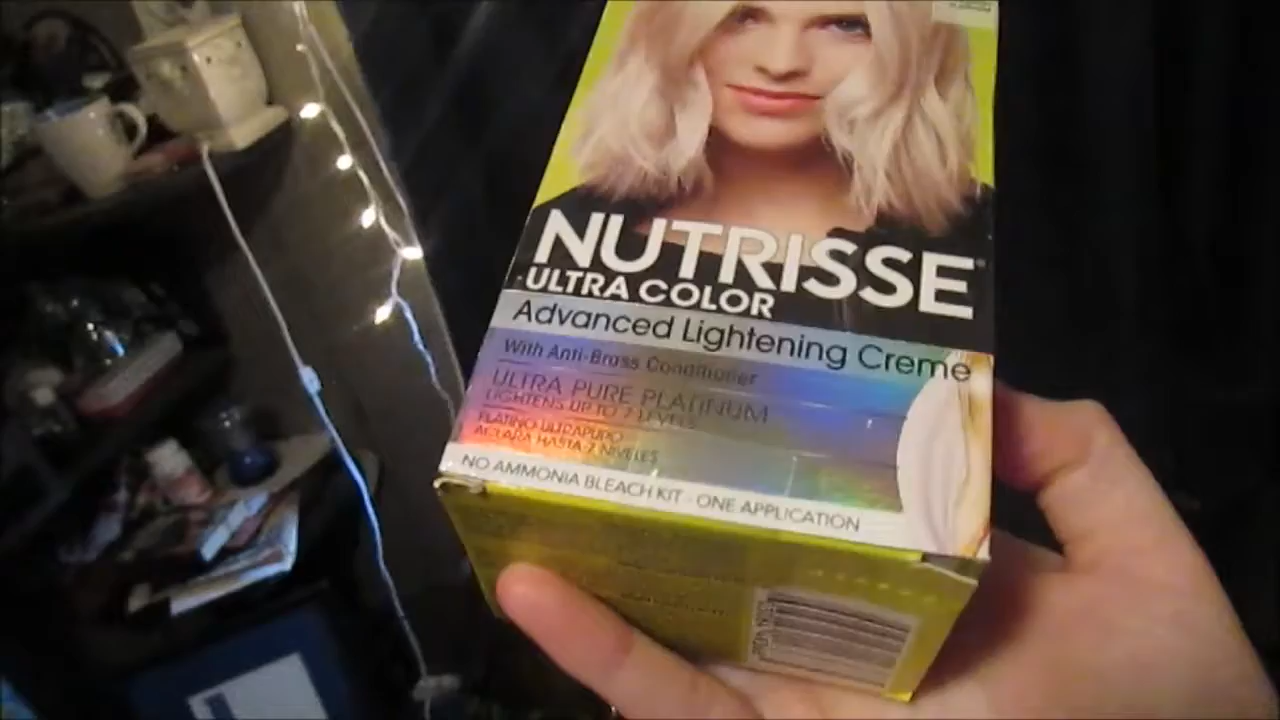 NUTRISSE
ULTRA COLOR
Advanced Lightening Creme
With Anti-Brass Conditioner
ULTRA PURE PLATINUM
LIGHTENS UP TO 7 LEVELS
PLATINO ULTRAPURO
ACLARA HASTA 7 NIVELES
NO AMMONIA BLEACH KIT - ONE APPLICATION